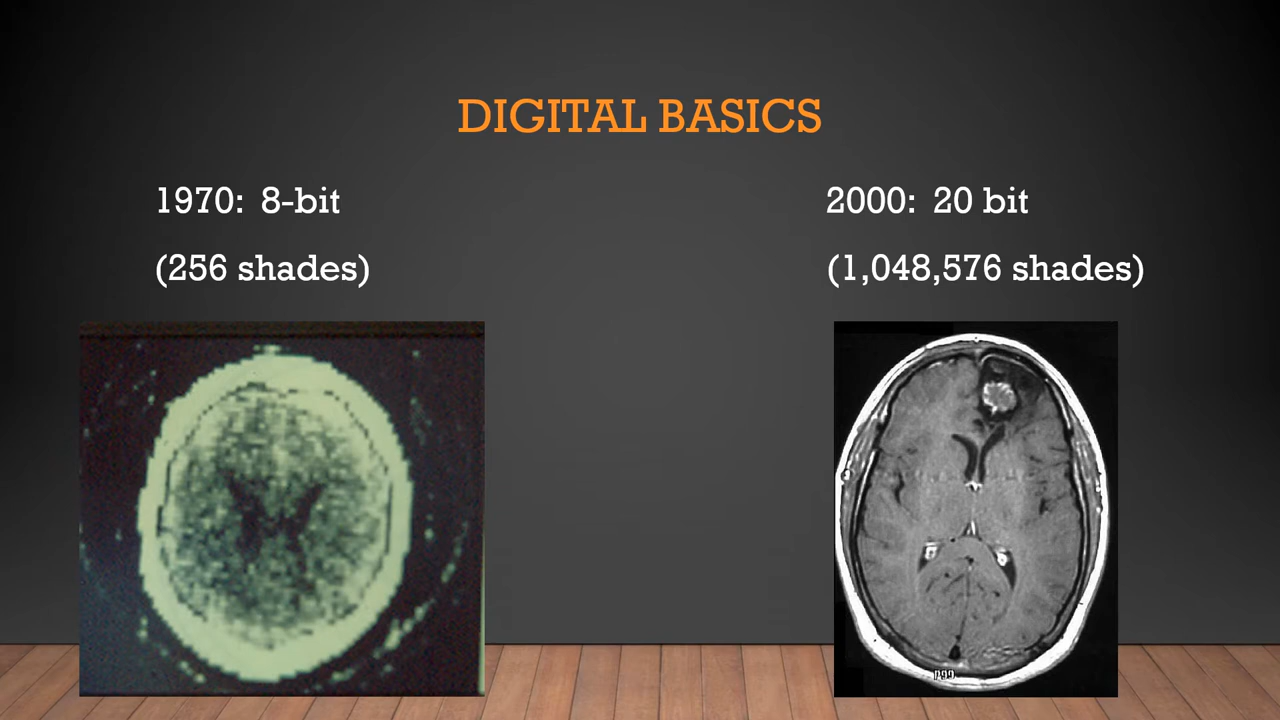 DIGITAL BASICS
1970: 8-bit
(256 shades)
2000: 20 bit
(1,048,576 shades)